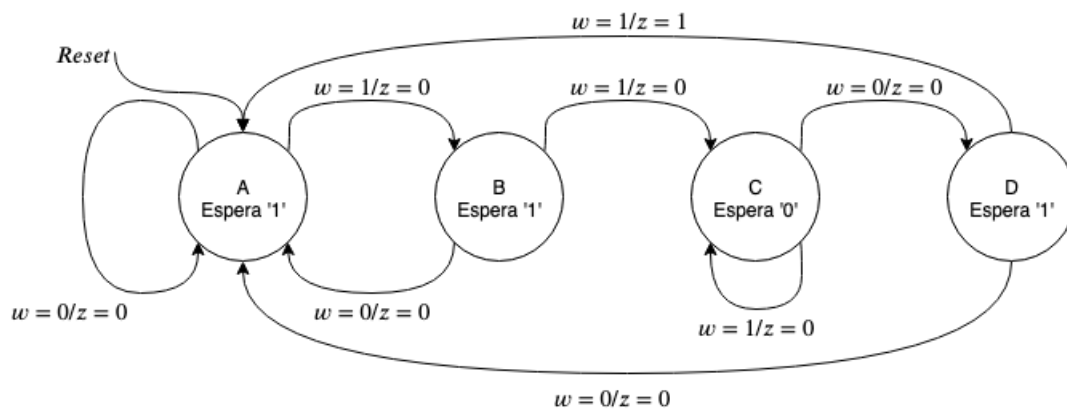 w = 1/z = 1
Reset
w = 1/z = 0
w = 1/z = 0
w = 0/z = 0
A
Espera '1'
B
Espera '1'
C
Espera '0'
D
Espera '1'
w = 0/z = 0
w = 0/z = 0
w = 1/z = 0
w = 0/z = 0